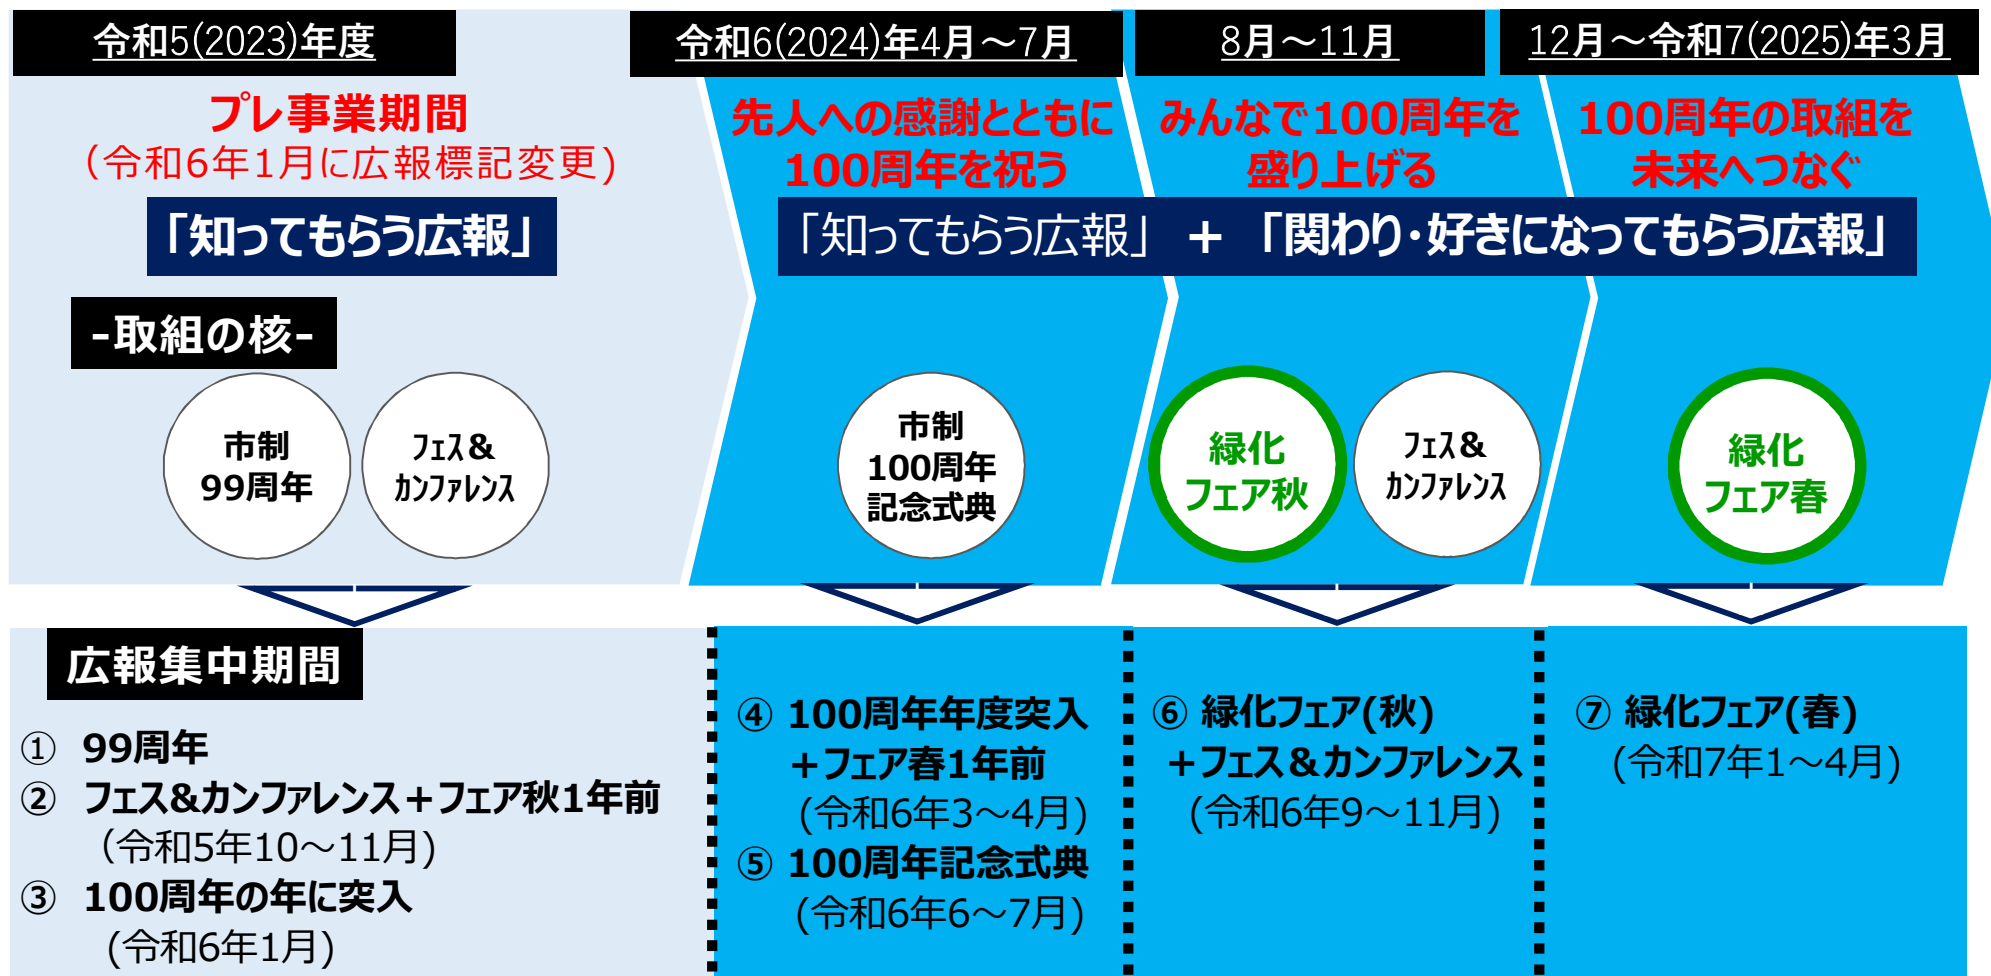 令和5(2023)年度
令和6(2024)年4月～7月
8月～11月
12月～令和7(2025)年3月
プレ事業期間
（令和6年1月に広報標記変更)
先人への感謝とともに
100周年を祝う
みんなで100周年を
盛り上げる
100周年の取組を
未来へつなぐ
「知ってもらう広報」
「知ってもらう広報」 + 「関わり・好きになってもらう広報」
-取組の核-
市制
99周年
フェス&
カンファレンス
市制
100周年
記念式典
緑化
フェア秋
フェス&
カンファレンス
緑化
フェア春
広報集中期間
① 99周年
② フェス&カンファレンス+フェア秋1年前
（令和5年10～11月)
③ 100周年の年に突入
(令和6年1月)
④ 100周年年度突入
+フェア春1年前
(令和6年3～4月)
⑤ 100周年記念式典
(令和6年6～7月)
⑥ 緑化フェア(秋)
+フェス&カンファレンス
(令和6年9～11月)
⑦ 緑化フェア(春)
(令和7年1～4月)